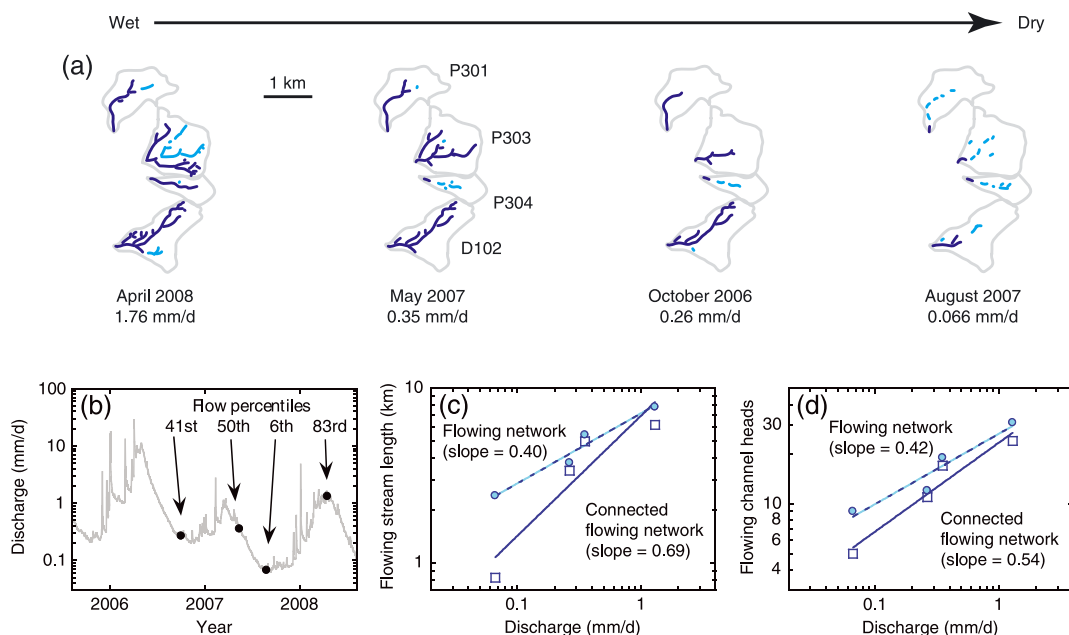 Wet
Dry
(a)
1 km
P301
P303
P304
D102
April 2008
1.76 mm/d
May 2007
0.35 mm/d
October 2006
0.26 mm/d
August 2007
0.066 mm/d
(b)
Flow percentiles
41st 50th 6th 83rd
Discharge (mm/d)
100
10
1
0.1
2006 2007 2008
Year
(c)
Flowing stream length (km)
10
1
Flowing network
(slope = 0.40)
Connected
flowing network
(slope = 0.69)
0.1 1
Discharge (mm/d)
(d)
Flowing channel heads
30
10
8
6
4
Flowing network
(slope = 0.42)
Connected
flowing network
(slope = 0.54)
0.1 1
Discharge (mm/d)